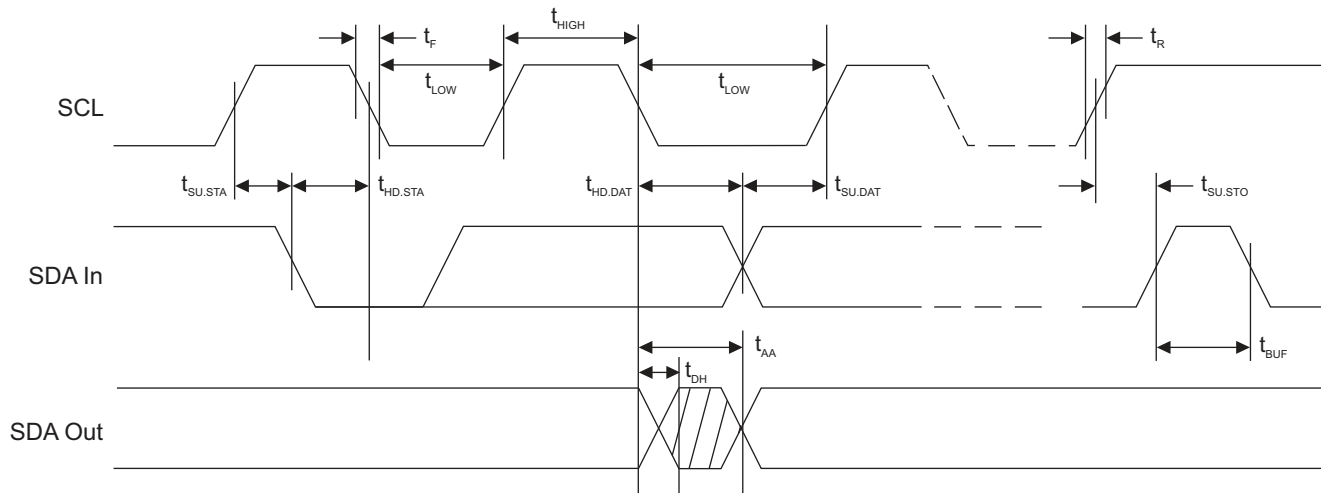 tHIGH
tF
tR
tLOW
tLOW
SCL
tSU.STA
tHD.STA
tHD.DAT
tSU.DAT
tSU.STO
SDA In
tAA
tBUF
tDH
SDA Out